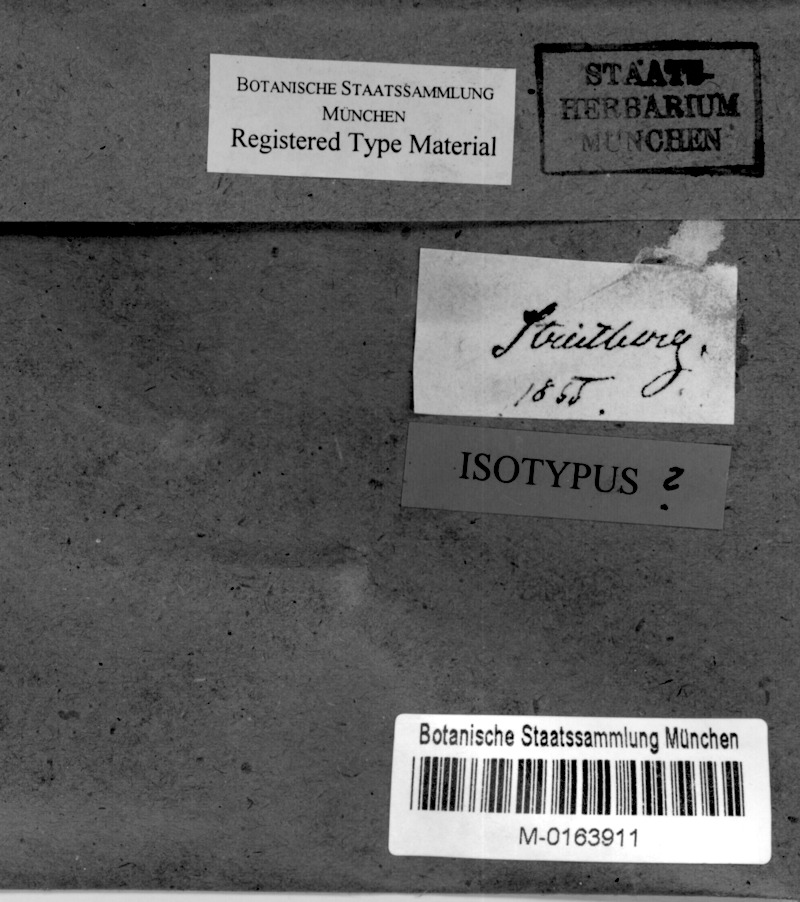 BOTANISCHE STAATSSAMMLUNG
MÜNCHEN
Registered Type Material
STAATS-
HERBARIUM
MÜNCHEN
Streitberg.
1855.
ISOTYPUS ?
Botanische Staatssammlung München
M-0163911